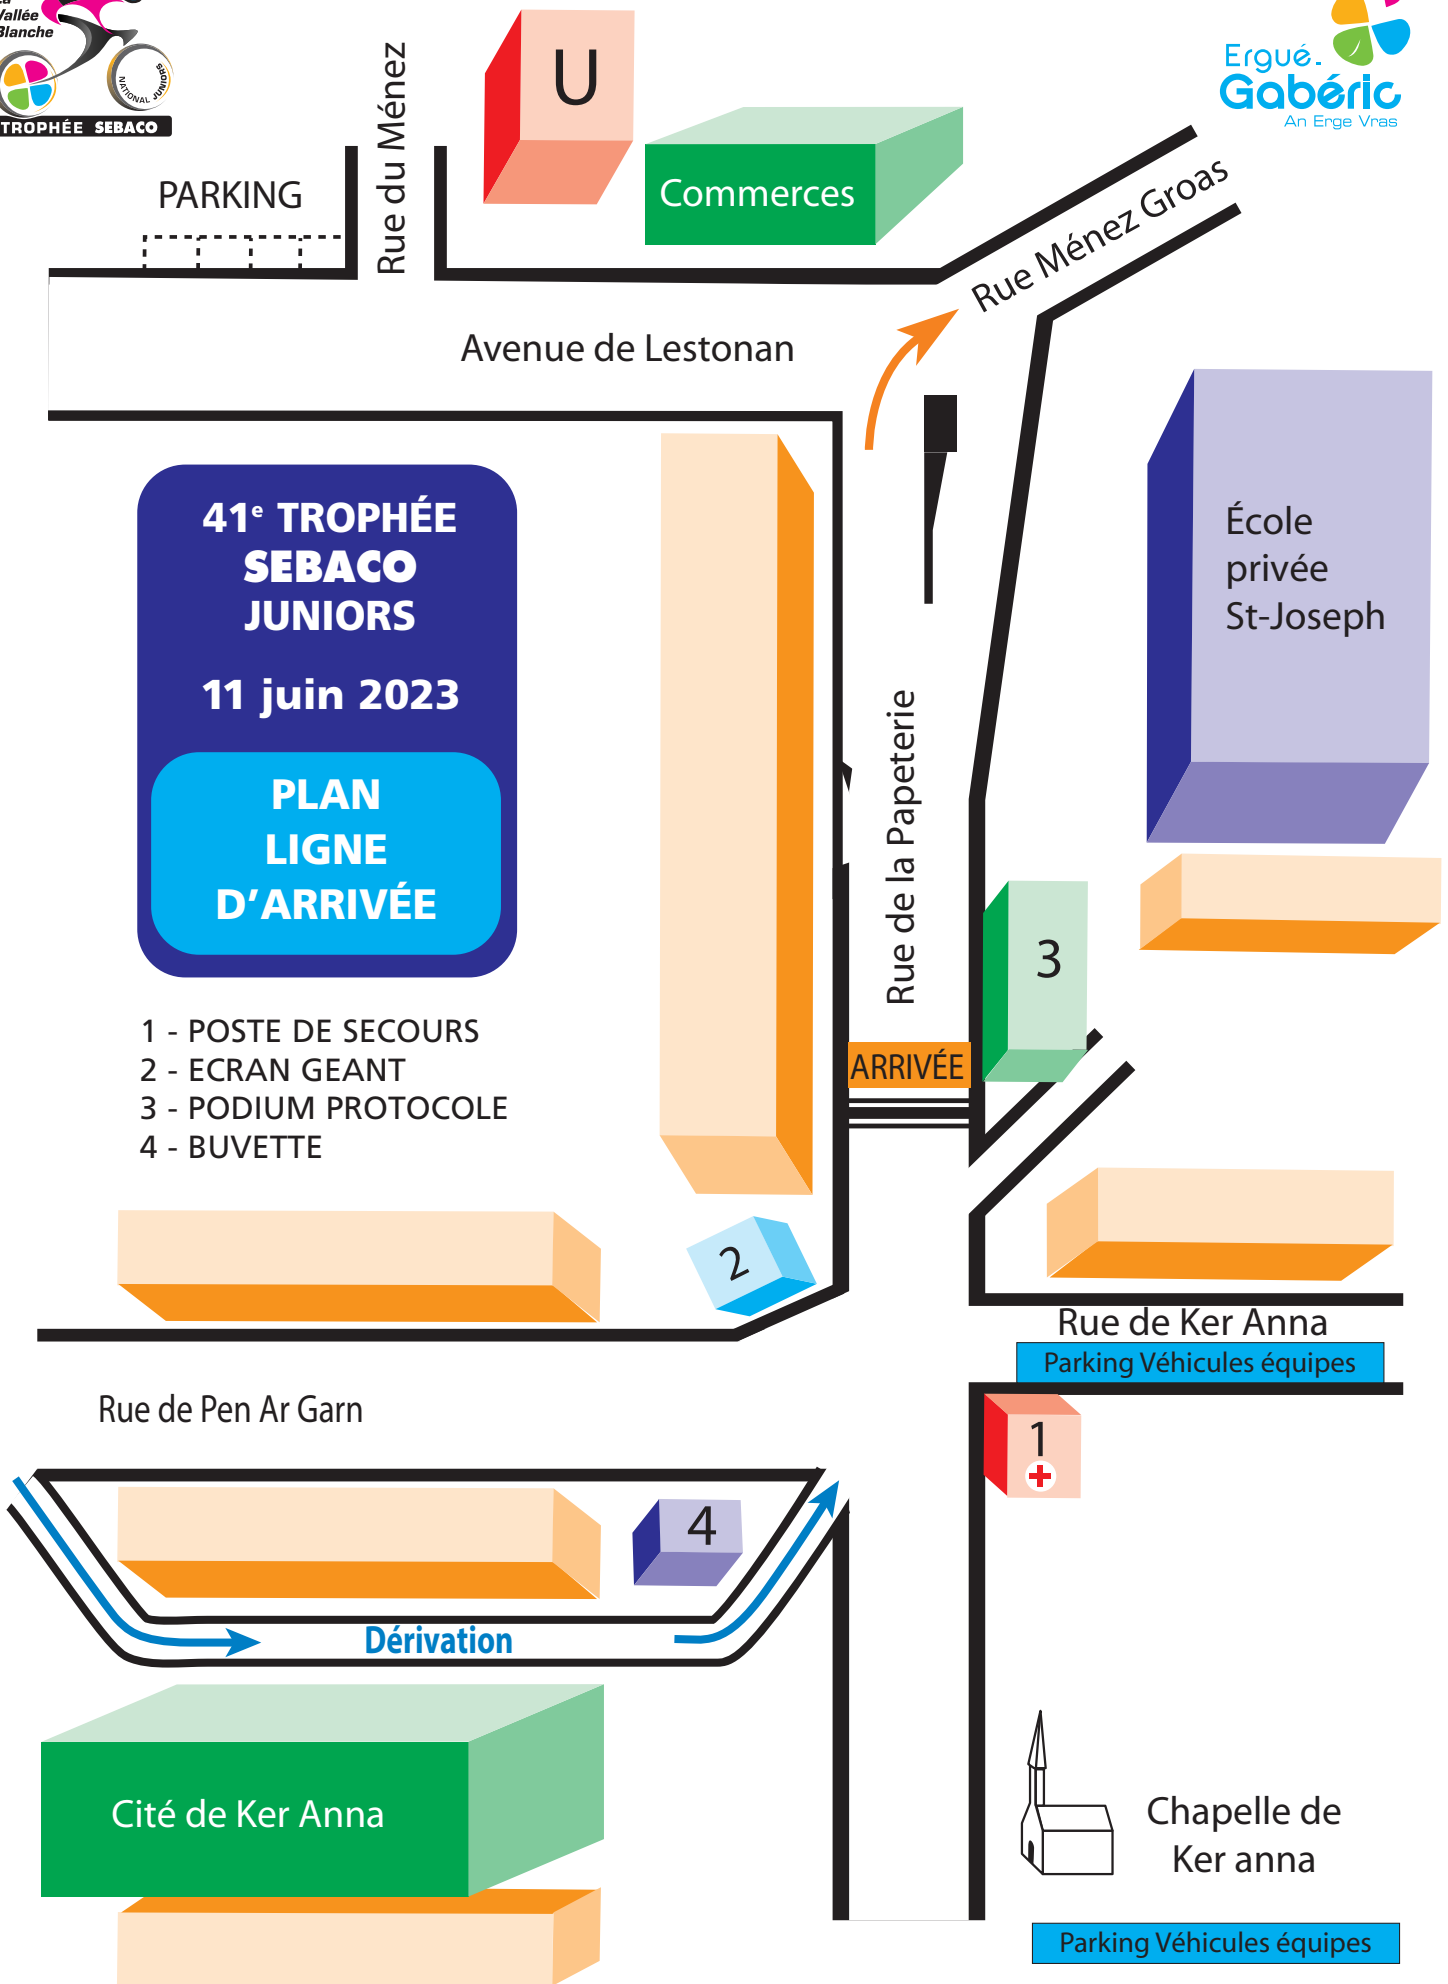 La
Vallée
Blanche
NATIONAL JUNIORS
TROPHÉE SEBACO
Ergué-
Gabéric
An Erge Vras
U
Rue du Ménez
Commerces
PARKING
Rue Ménez Groas
Avenue de Lestonan
41e TROPHÉE
SEBACO
JUNIORS
11 juin 2023
PLAN
LIGNE
D'ARRIVÉE
École
privée
St-Joseph
Rue de la Papeterie
3
1 - POSTE DE SECOURS
2 - ECRAN GEANT
3 - PODIUM PROTOCOLE
4 - BUVETTE
ARRIVÉE
2
Rue de Ker Anna
Parking Véhicules équipes
Rue de Pen Ar Garn
1
4
Dérivation
Cité de Ker Anna
Chapelle de
Ker anna
Parking Véhicules équipes